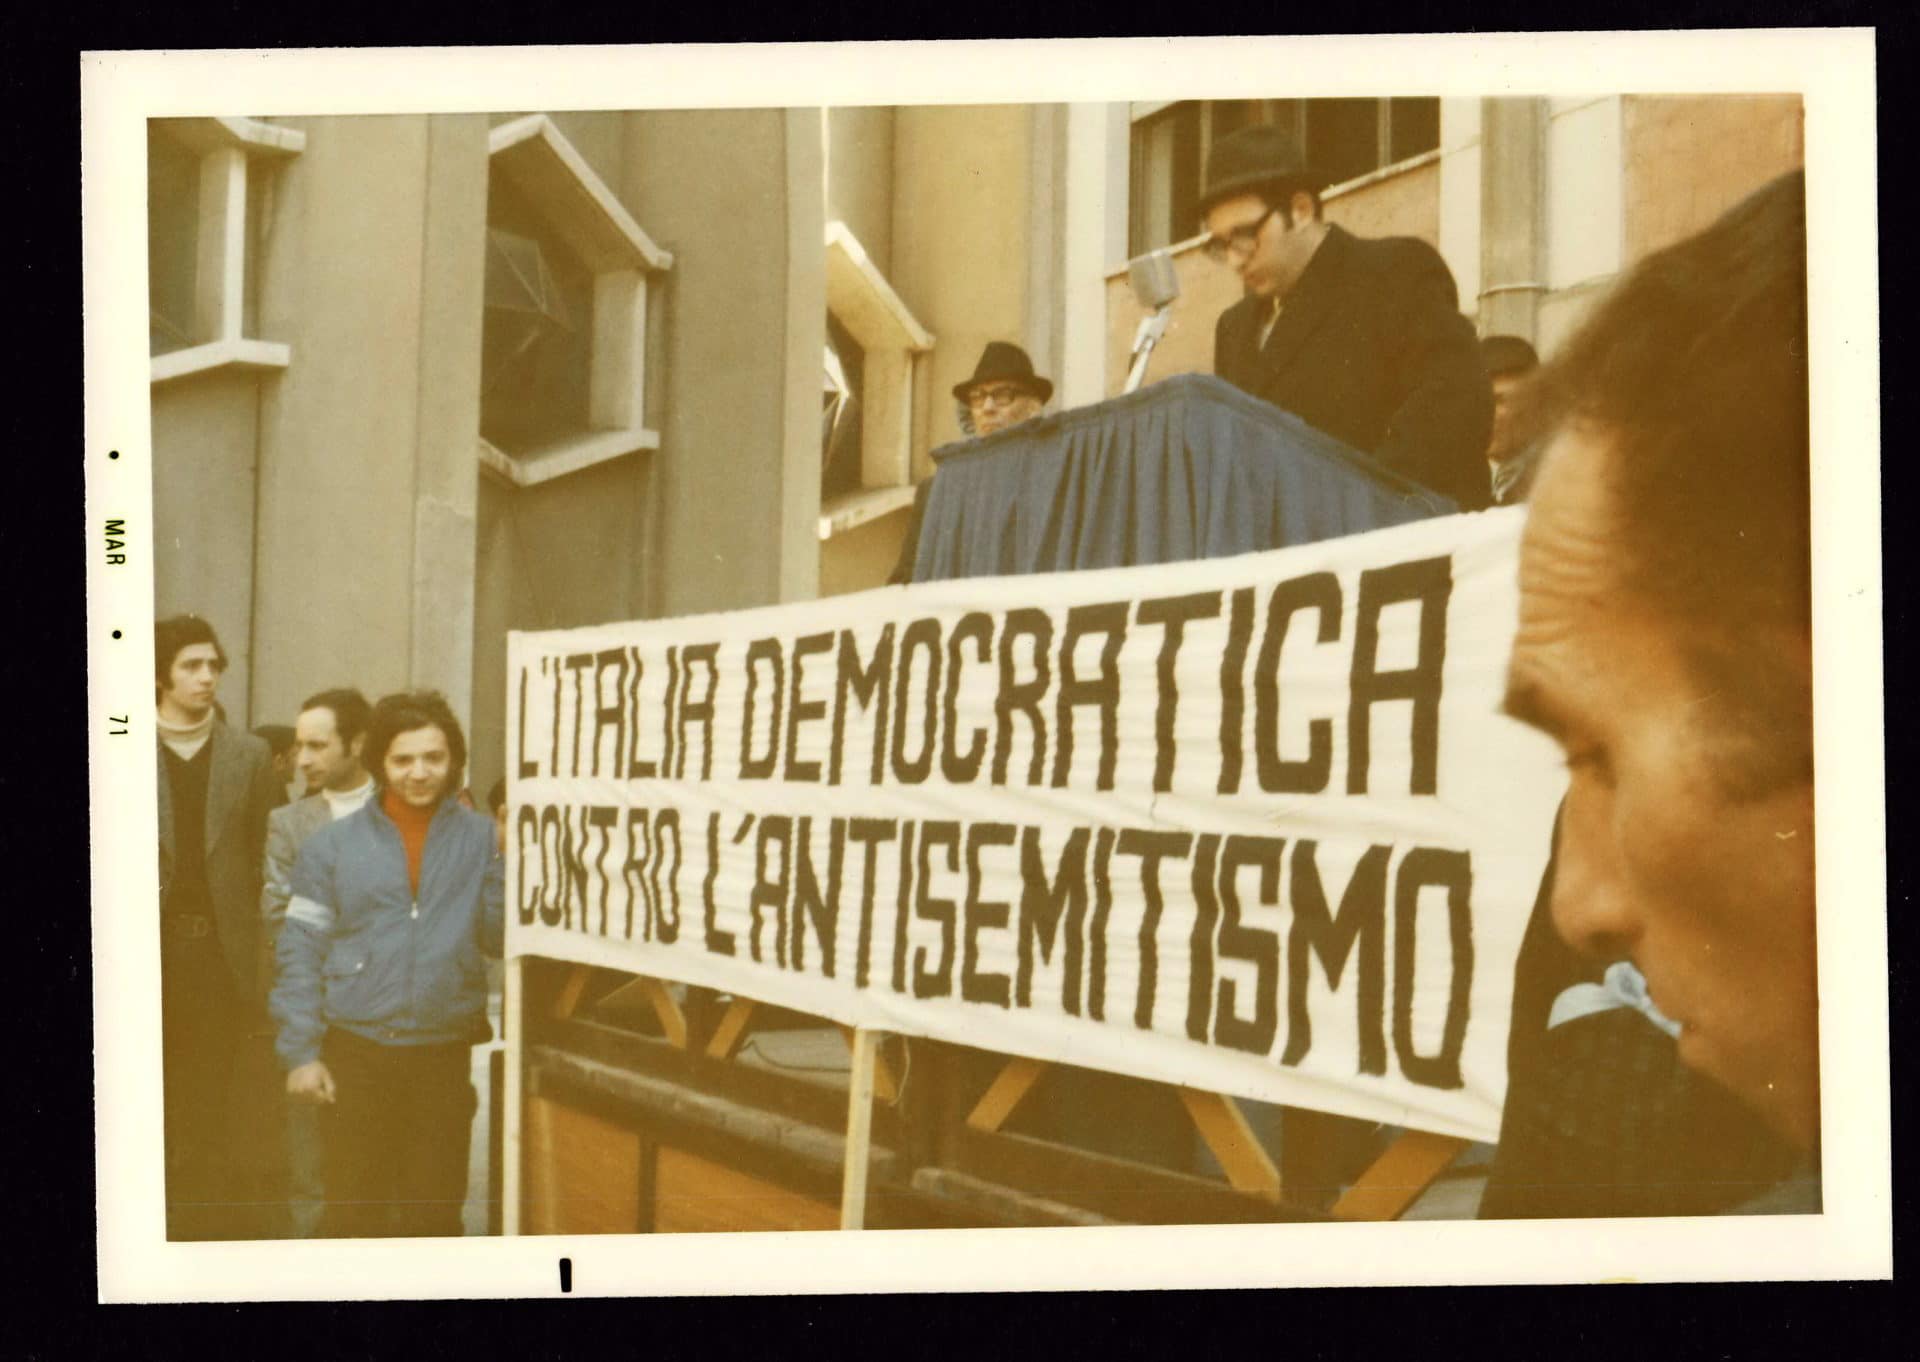 L'ITALIA DEMOCRATICA
CONTRO L'ANTISEMITISMO
• MAR • 71